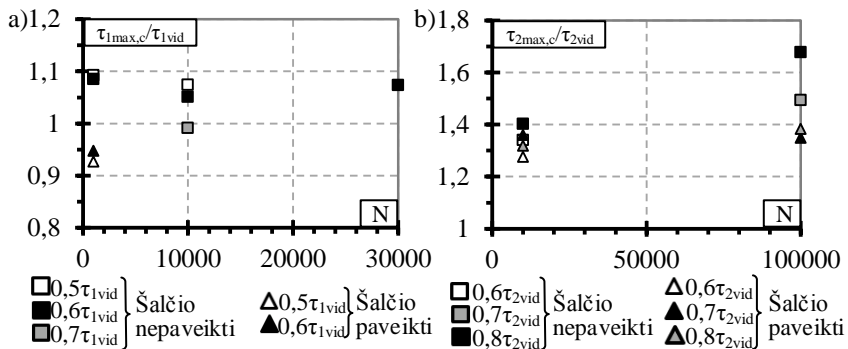 a)
1,2
1,1
1
0,9
0,8
τ1max,c/τ1vid
N
0 10000 20000 30000
0,5τ1vid
0,6τ1vid
0,7τ1vid
Šalčio
nepaveikti
0,5τ1vid
0,6τ1vid
Šalčio
paveikti
b)
1,8
1,6
1,4
1,2
1
τ2max,c/τ2vid
N
0 50000 100000
0,6τ2vid
0,7τ2vid
0,8τ2vid
Šalčio
nepaveikti
0,6τ2vid
0,7τ2vid
0,8τ2vid
Šalčio
paveikti